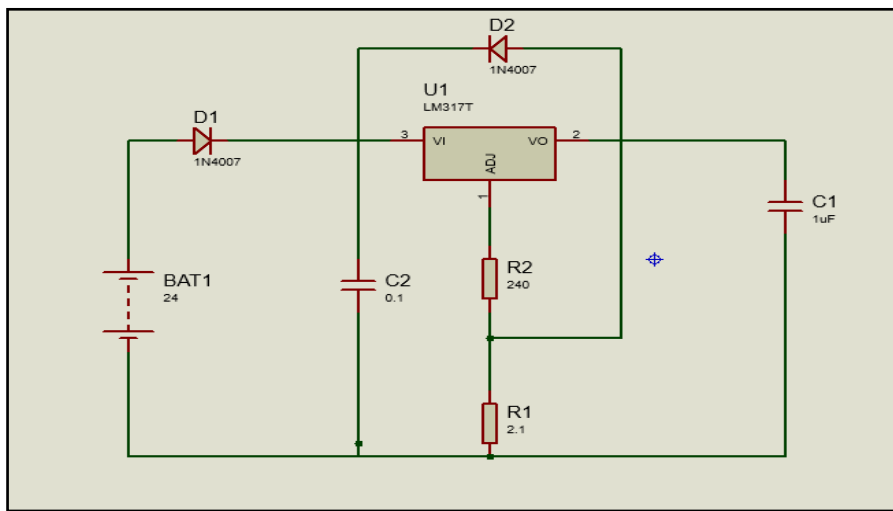 D2
1N4007
U1
LM317T
D1
1N4007
3
VI
VO
2
ADJ
1
C1
1uF
BAT1
24
C2
0.1
R2
240
R1
2.1